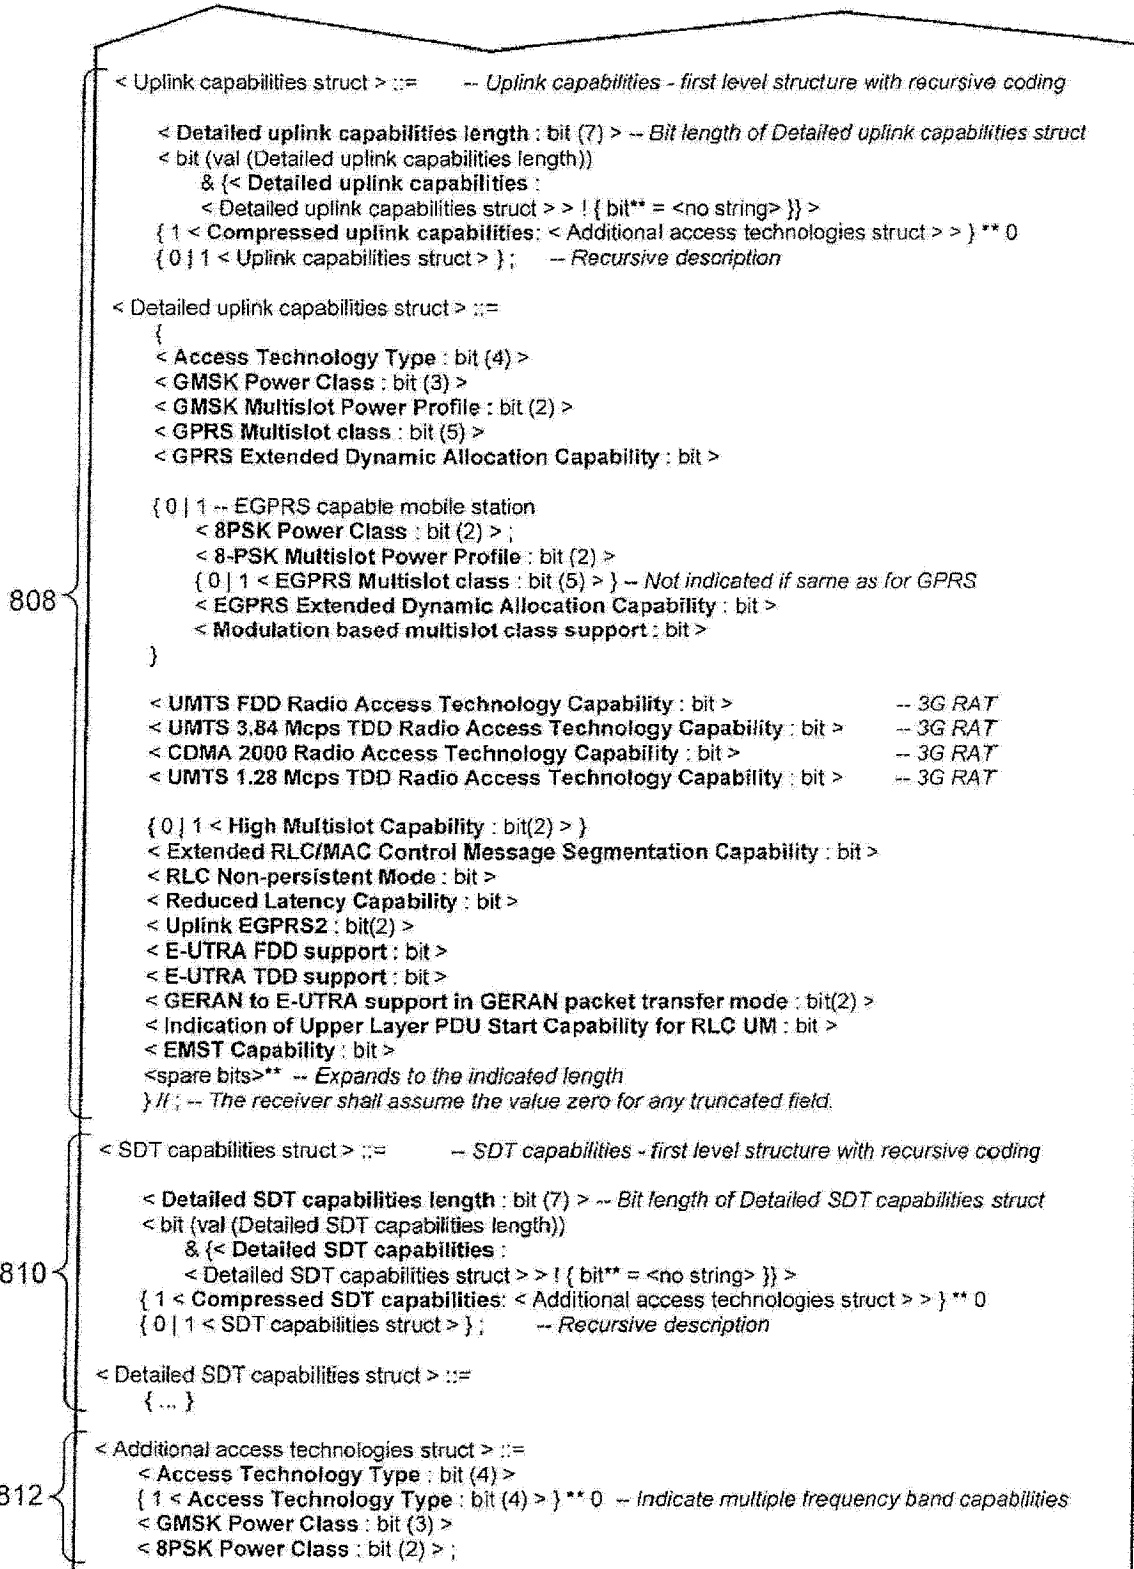 < Uplink capabilities struct > ::= -- Uplink capabilities - first level structure with recursive coding
< Detailed uplink capabilities length : bit (7) > -- Bit length of Detailed uplink capabilities struct
< bit (val (Detailed uplink capabilities length))
& {< Detailed uplink capabilities :
< Detailed uplink capabilities struct > > ! { bit** = <no string> }} >
{ 1 < Compressed uplink capabilities: < Additional access technologies struct > > } ** 0
{ 0 | 1 < Uplink capabilities struct > } ; -- Recursive description
< Detailed uplink capabilities struct > ::=
{
< Access Technology Type : bit (4) >
< GMSK Power Class : bit (3) >
< GMSK Multislot Power Profile : bit (2) >
< GPRS Multislot class : bit (5) >
< GPRS Extended Dynamic Allocation Capability : bit >
{ 0 | 1 -- EGPRS capable mobile station
< 8PSK Power Class : bit (2) > ;
< 8-PSK Multislot Power Profile : bit (2) >
{ 0 | 1 < EGPRS Multislot class : bit (5) > } -- Not indicated if same as for GPRS
808
< EGPRS Extended Dynamic Allocation Capability : bit >
< Modulation based multislot class support : bit >
}
< UMTS FDD Radio Access Technology Capability : bit > -- 3G RAT
< UMTS 3.84 Mcps TDD Radio Access Technology Capability : bit > -- 3G RAT
< CDMA 2000 Radio Access Technology Capability : bit > -- 3G RAT
< UMTS 1.28 Mcps TDD Radio Access Technology Capability : bit > -- 3G RAT
{ 0 | 1 < High Multislot Capability : bit(2) > }
< Extended RLC/MAC Control Message Segmentation Capability : bit >
< RLC Non-persistent Mode : bit >
< Reduced Latency Capability : bit >
< Uplink EGPRS2 : bit(2) >
< E-UTRA FDD support : bit >
< E-UTRA TDD support : bit >
< GERAN to E-UTRA support in GERAN packet transfer mode : bit(2) >
< Indication of Upper Layer PDU Start Capability for RLC UM : bit >
< EMST Capability : bit >
<spare bits>** -- Expands to the indicated length
} // ; -- The receiver shall assume the value zero for any truncated field.
< SDT capabilities struct > ::= -- SDT capabilities - first level structure with recursive coding
< Detailed SDT capabilities length : bit (7) > -- Bit length of Detailed SDT capabilities struct
< bit (val (Detailed SDT capabilities length))
& {< Detailed SDT capabilities :
810
< Detailed SDT capabilities struct > > ! { bit** = <no string> }} >
{ 1 < Compressed SDT capabilities: < Additional access technologies struct > > } ** 0
{ 0 | 1 < SDT capabilities struct > } ; -- Recursive description
< Detailed SDT capabilities struct > ::=
{ ... }
< Additional access technologies struct > ::=
< Access Technology Type : bit (4) >
812
{ 1 < Access Technology Type : bit (4) > } ** 0 -- Indicate multiple frequency band capabilities
< GMSK Power Class : bit (3) >
< 8PSK Power Class : bit (2) > ;